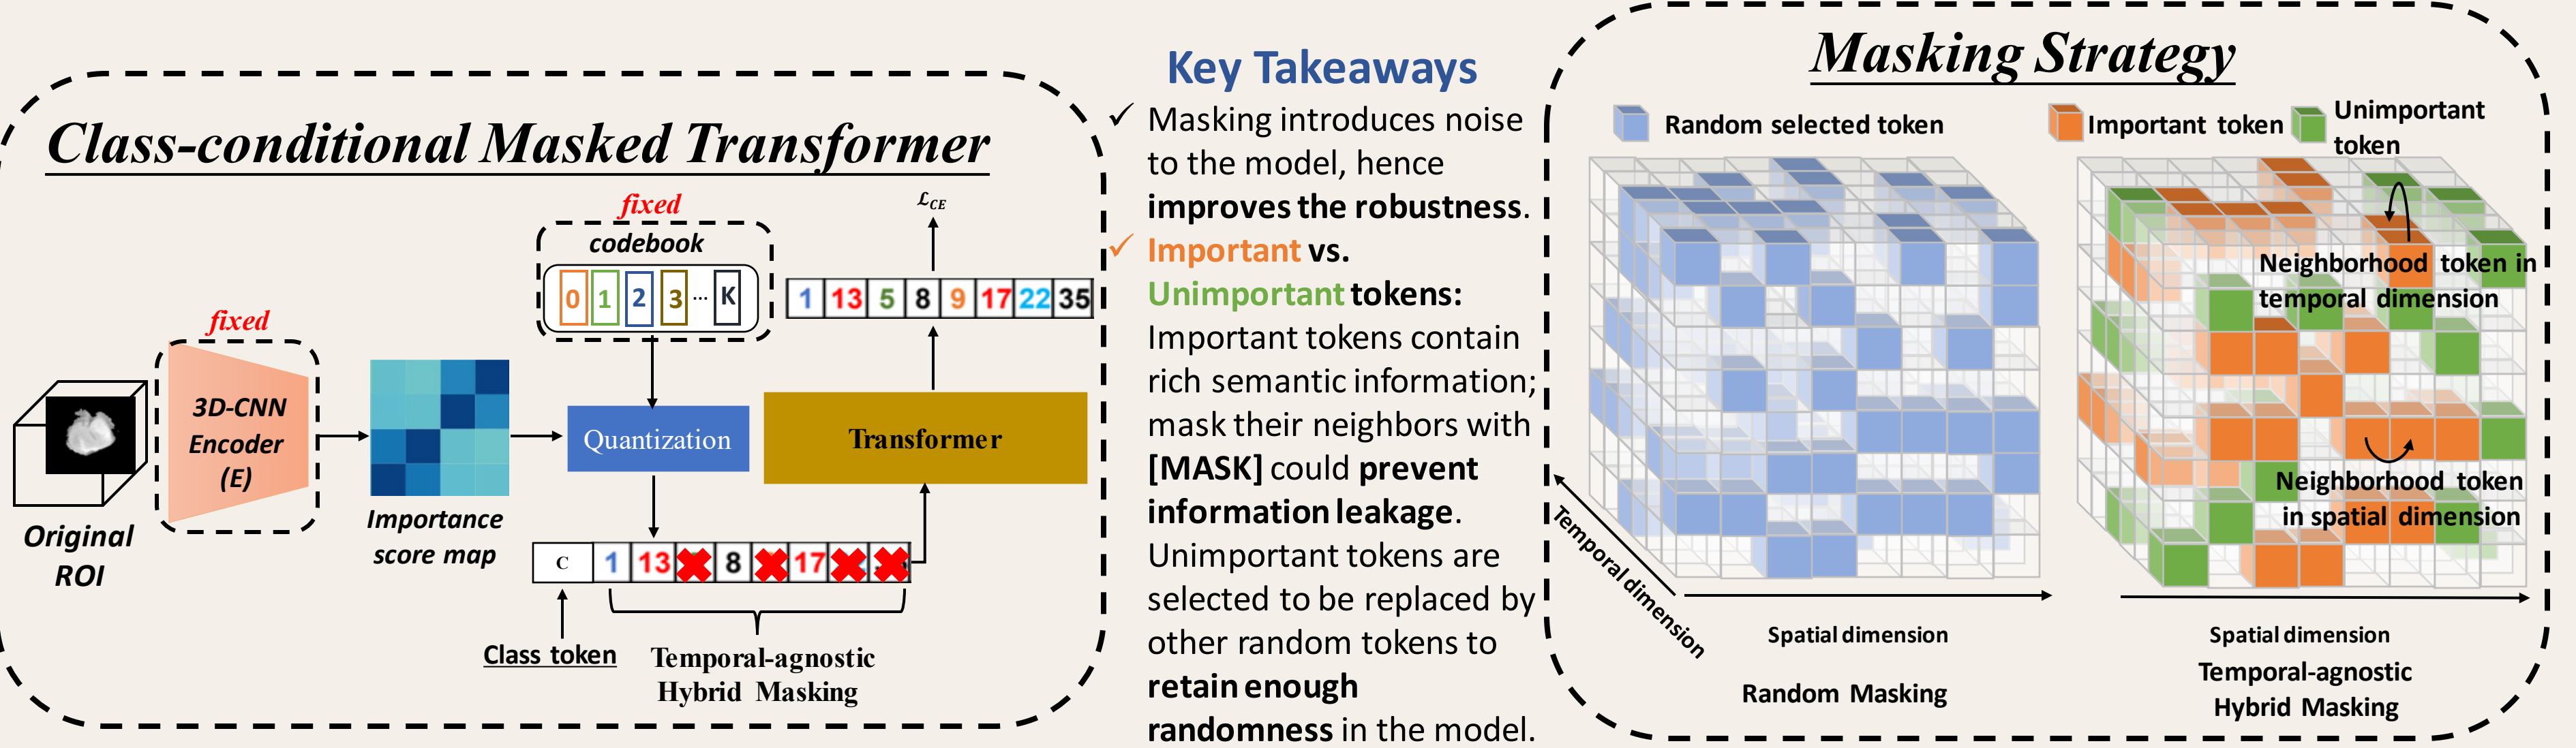 Class-conditional Masked Transformer
fixed
codebook
0 1 2 3 ... K
ℒCE
1 13 5 8 9 17 22 35
fixed
3D-CNN
Encoder
(E)
Original
ROI
Importance
score map
Quantization
Transformer
C 1 13 8 17
Class token
Temporal-agnostic
Hybrid Masking
Key Takeaways
✓ Masking introduces noise
to the model, hence
improves the robustness.
✓ Important vs.
Unimportant tokens:
Important tokens contain
rich semantic information;
mask their neighbors with
[MASK] could prevent
information leakage.
Unimportant tokens are
selected to be replaced by
other random tokens to
retain enough
randomness in the model.
Masking Strategy
Random selected token
Important token
Unimportant
token
Neighborhood token in
temporal dimension
Neighborhood token
in spatial dimension
Temporal dimension
Spatial dimension
Random Masking
Spatial dimension
Temporal-agnostic
Hybrid Masking